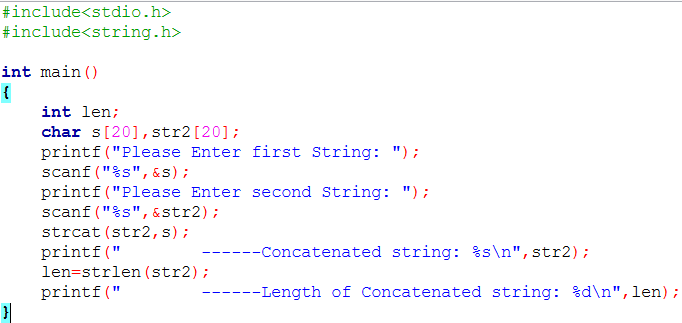 #include<stdio.h>
#include<string.h>

int main()
{
    int len;
    char s[20],str2[20];
    printf("Please Enter first String: ");
    scanf("%s",&s);
    printf("Please Enter second String: ");
    scanf("%s",&str2);
    strcat(str2,s);
    printf("        ------Concatenated string: %s\n",str2);
    len=strlen(str2);
    printf("        ------Length of Concatenated string: %d\n",len);
}